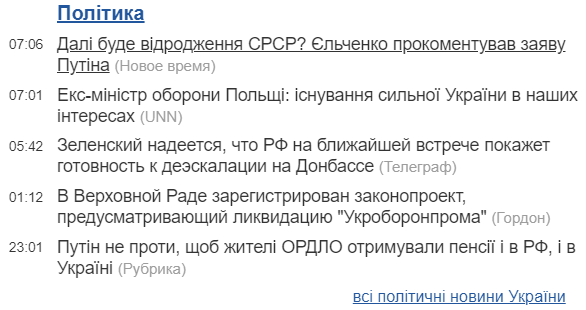 Політика
07:06 Далі буде відродження СРСР? Єльченко прокоментував заяву
Путіна (Новое время)
07:01 Екс-міністр оборони Польщі: існування сильної України в наших
інтересах (UNN)
05:42 Зеленский надеется, что РФ на ближайшей встрече покажет
готовность к деэскалации на Донбассе (Телеграф)
01:12 В Верховной Раде зарегистрирован законопроект,
предусматривающий ликвидацию "Укроборонпрома" (Гордон)
23:01 Путін не проти, щоб жителі ОРДЛО отримували пенсії і в РФ, і в
Україні (Рубрика)
всі політичні новини України